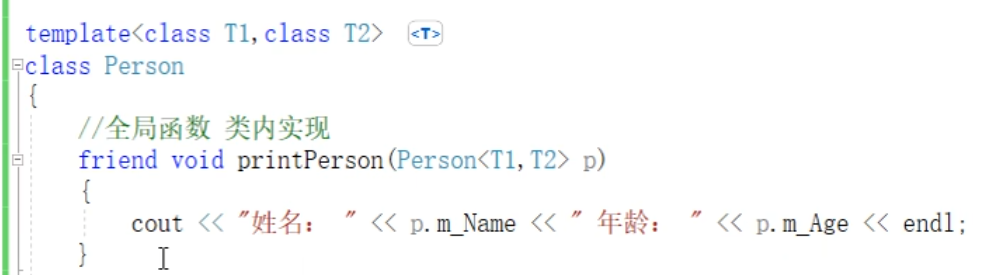 template<class T1,class T2> <T>
class Person
{
//全局函数 类内实现
friend void printPerson(Person<T1,T2> p)
{
cout << "姓名： " << p.m_Name << " 年龄： " << p.m_Age << endl;
}